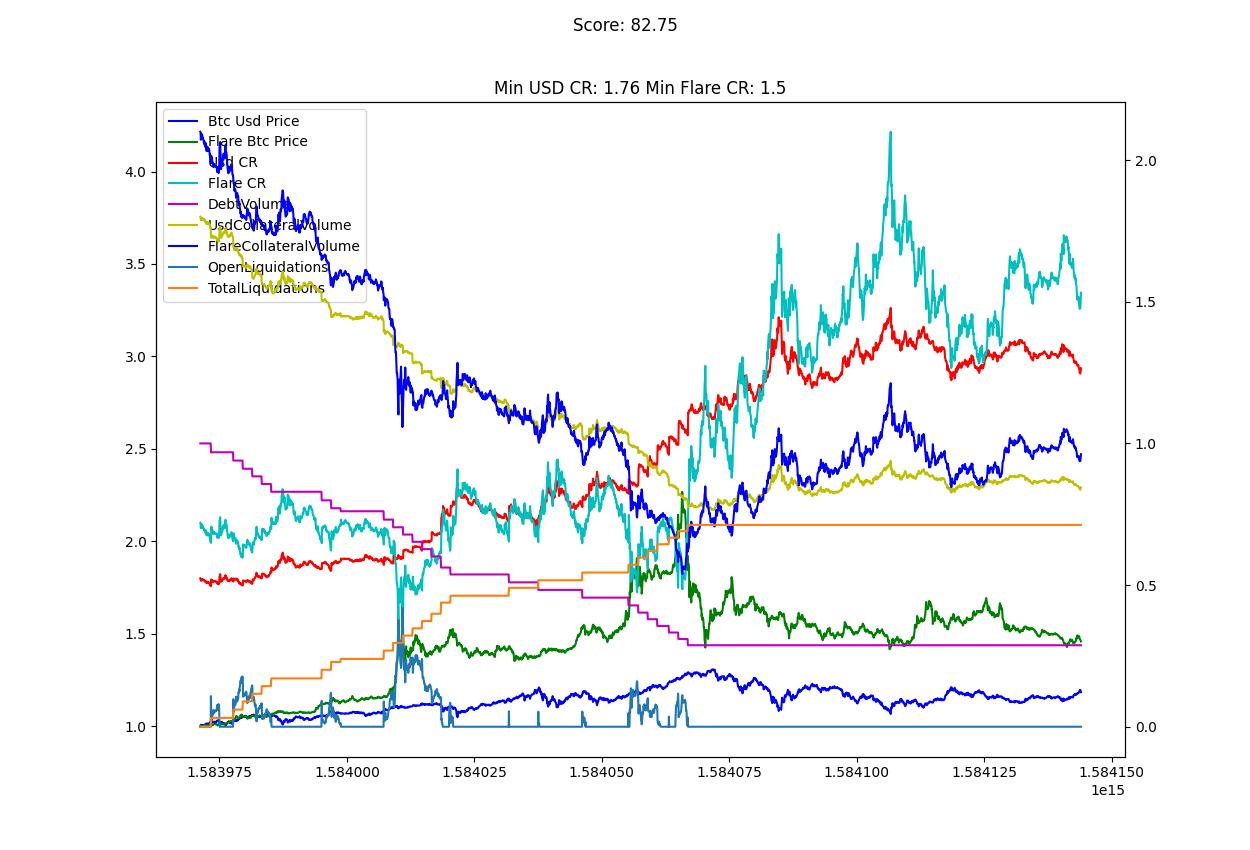 Score: 82.75
Min USD CR: 1.76 Min Flare CR: 1.5
Btc Usd Price
Flare Btc Price
Usd CR
Flare CR
DebtVolume
UsdCollateralVolume
FlareCollateralVolume
OpenLiquidations
TotalLiquidations
4.0
3.5
3.0
2.5
2.0
1.5
1.0
2.0
1.5
1.0
0.5
0.0
1.583975 1.584000 1.584025 1.584050 1.584075 1.584100 1.584125 1.584150
1e15